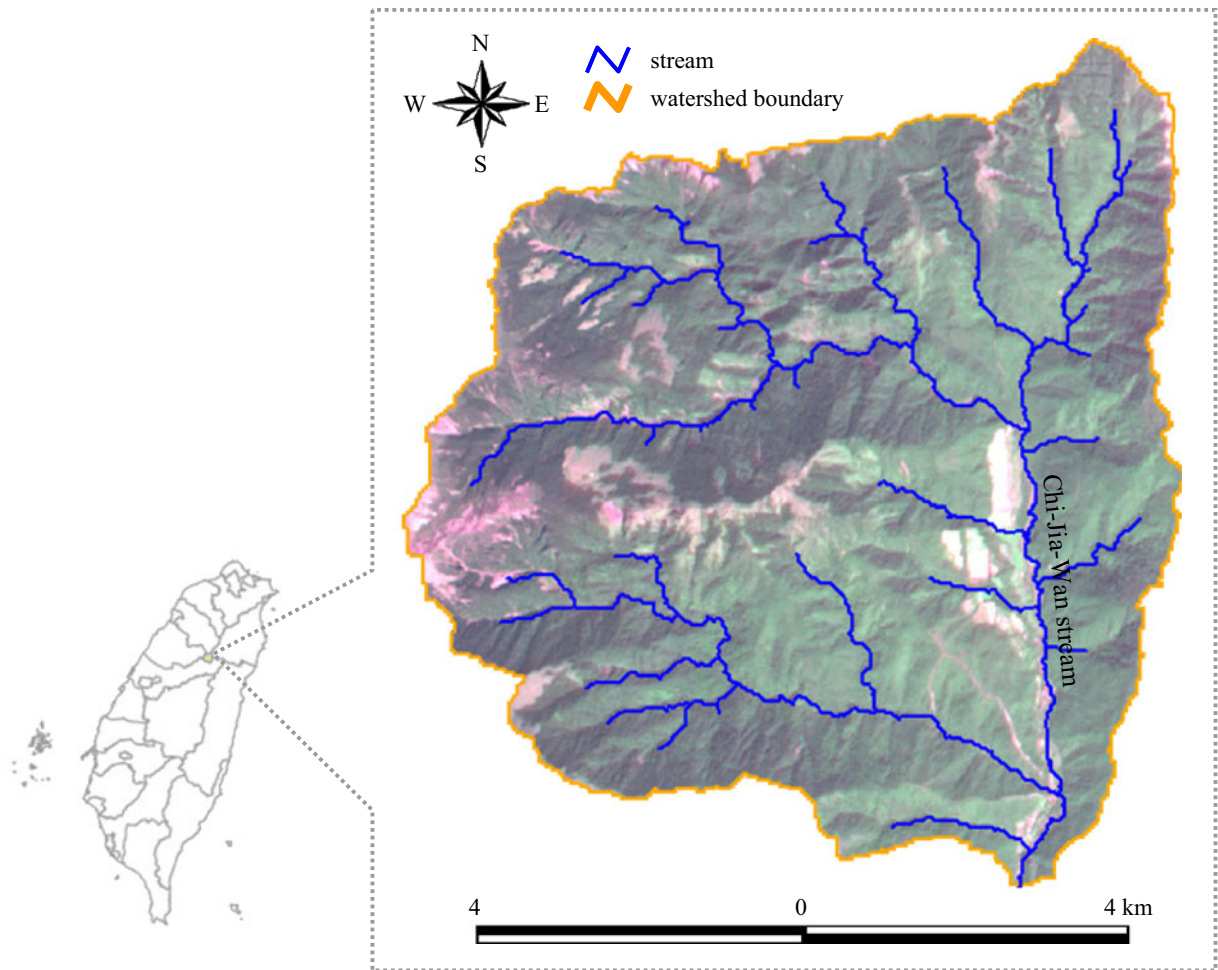 N
W E
S
stream
watershed boundary
Chi-Jia-Wan stream
4 0 4 km